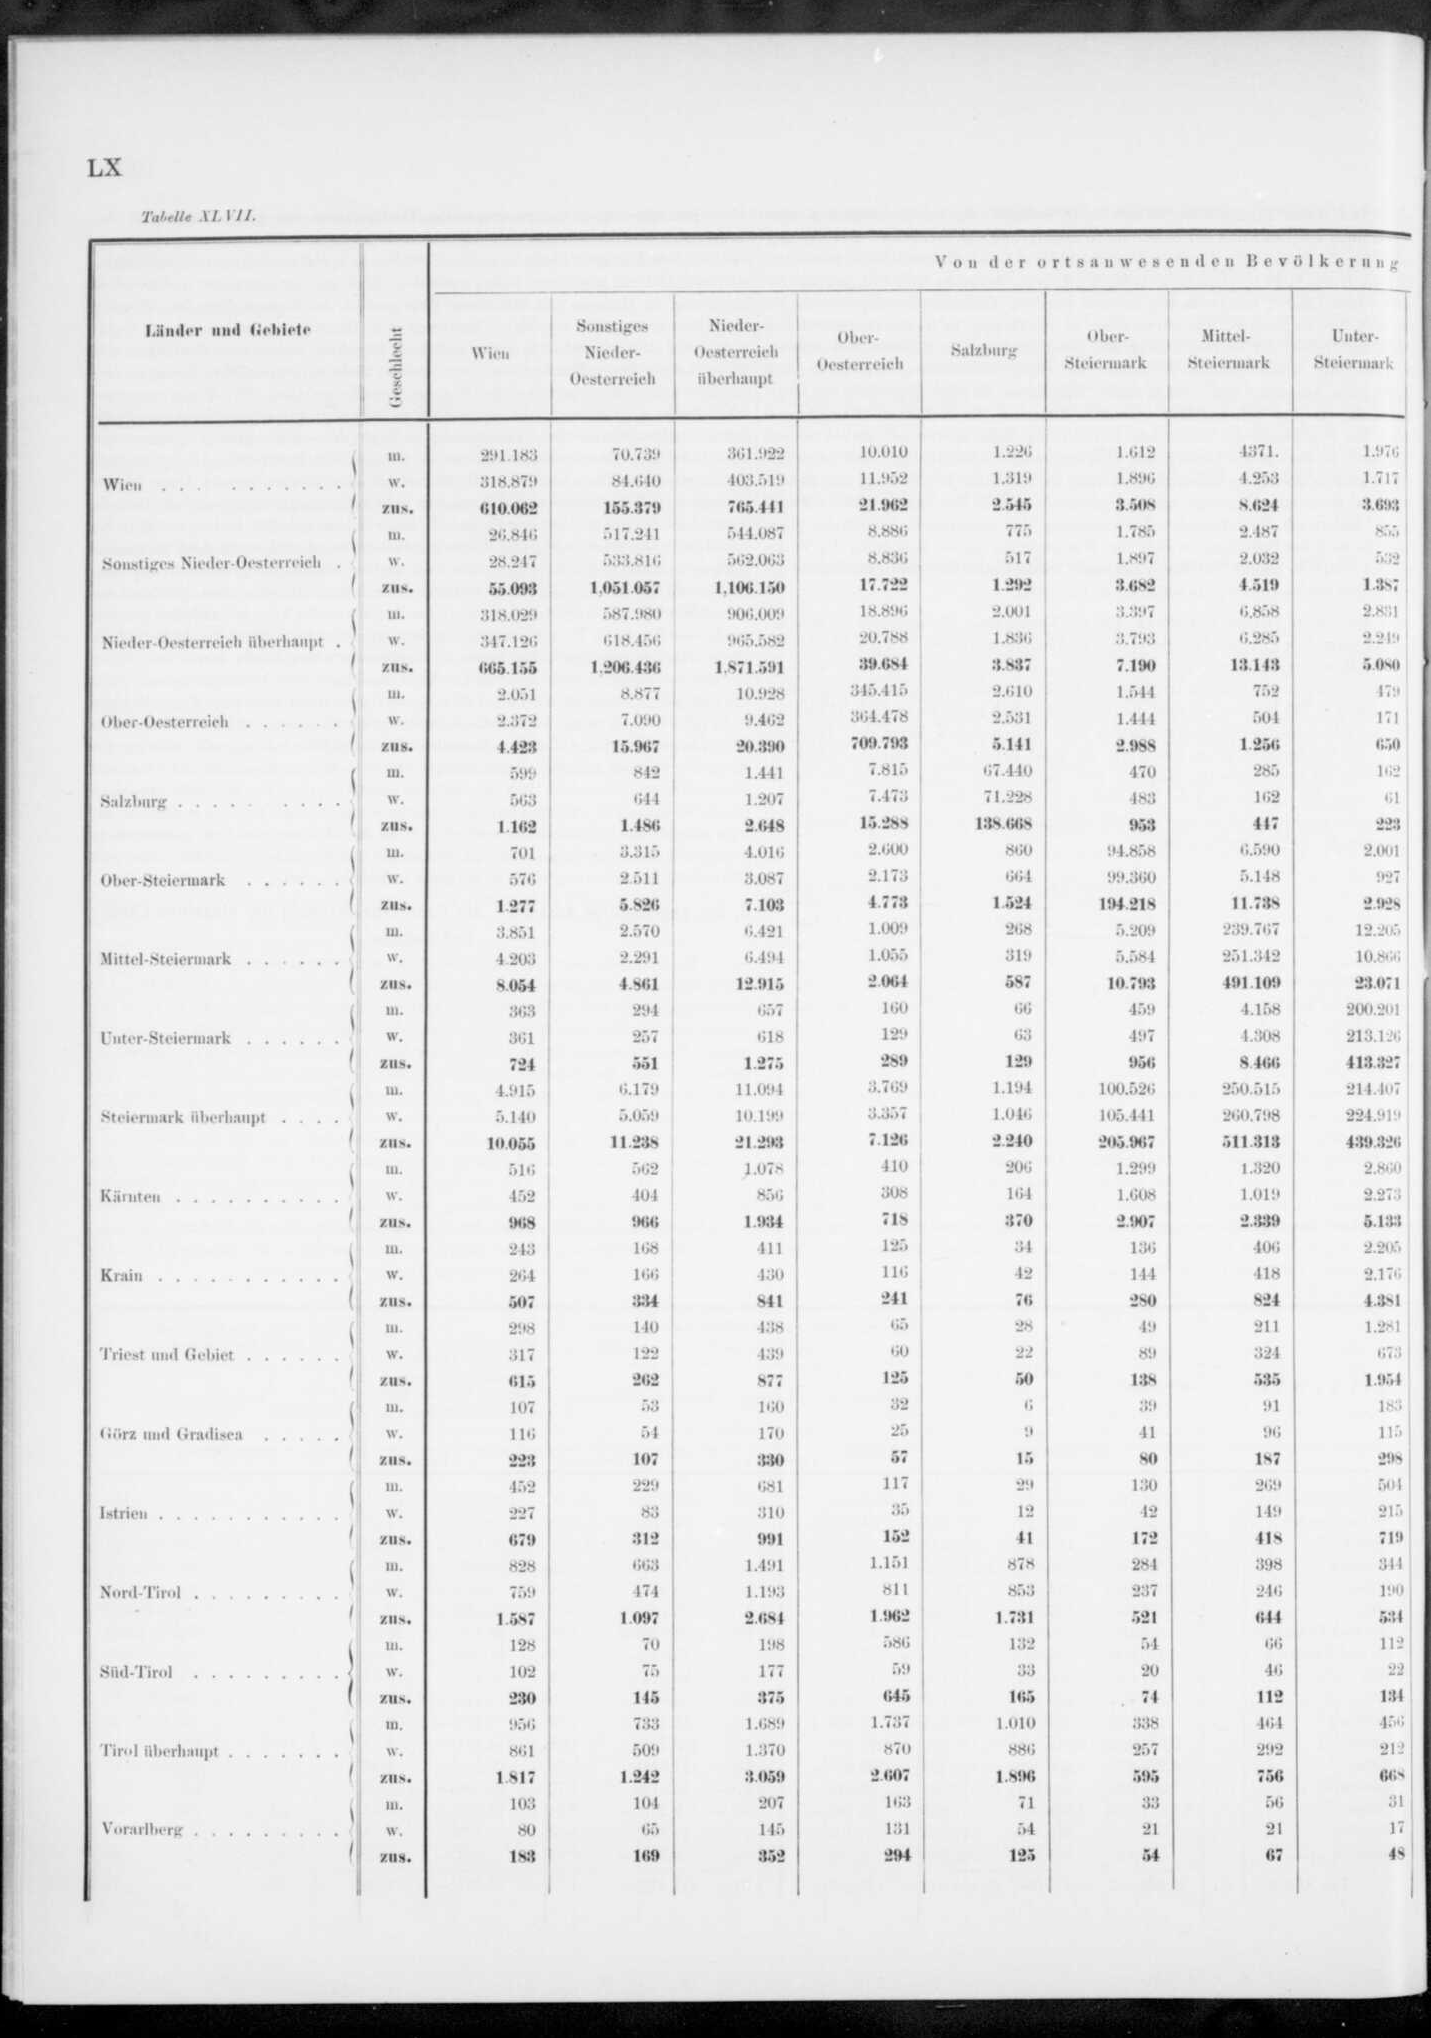 LX
Tabelle XLVII.
Länder und Gebiete | Geschlecht | Von der ortsanwesenden Bevölkerung
Wien | Sonstiges Nieder-Oesterreich | Nieder-Oesterreich überhaupt | Ober-Oesterreich | Salzburg | Ober-Steiermark | Mittel-Steiermark | Unter-Steiermark
m. 291.183 70.739 361.922 10.010 1.226 1.612 4371. 1.976
Wien . . . . . . . . . . . w. 318.879 84.640 403.519 11.952 1.319 1.896 4.253 1.717
zus. 610.062 155.379 765.441 21.962 2.545 3.508 8.624 3.693
m. 26.846 517.241 544.087 8.886 775 1.785 2.487 855
Sonstiges Nieder-Oesterreich . w. 28.247 533.816 562.063 8.836 517 1.897 2.032 532
zus. 55.093 1,051.057 1,106.150 17.722 1.292 3.682 4.519 1.387
m. 318.029 587.980 906.009 18.896 2.001 3.397 6.858 2.831
Nieder-Oesterreich überhaupt . w. 347.126 618.456 965.582 20.788 1.836 3.793 6.285 2.249
zus. 665.155 1,206.436 1,871.591 39.684 3.837 7.190 13.143 5.080
m. 2.051 8.877 10.928 345.415 2.610 1.544 752 479
Ober-Oesterreich . . . . . . w. 2.372 7.090 9.462 364.478 2.531 1.444 504 171
zus. 4.423 15.967 20.390 709.793 5.141 2.988 1.256 650
m. 599 842 1.441 7.815 67.440 470 285 162
Salzburg . . . . . . . . . w. 563 644 1.207 7.473 71.228 483 162 61
zus. 1.162 1.486 2.648 15.288 138.668 953 447 223
m. 701 3.315 4.016 2.600 860 94.858 6.590 2.001
Ober-Steiermark . . . . . . w. 576 2.511 3.087 2.173 664 99.360 5.148 927
zus. 1.277 5.826 7.103 4.773 1.524 194.218 11.738 2.928
m. 3.851 2.570 6.421 1.009 268 5.209 239.767 12.205
Mittel-Steiermark . . . . . . w. 4.203 2.291 6.494 1.055 319 5.584 251.342 10.866
zus. 8.054 4.861 12.915 2.064 587 10.793 491.109 23.071
m. 363 294 657 160 66 459 4.158 200.201
Unter-Steiermark . . . . . . w. 361 257 618 129 63 497 4.308 213.126
zus. 724 551 1.275 289 129 956 8.466 413.327
m. 4.915 6.179 11.094 3.769 1.194 100.526 250.515 214.407
Steiermark überhaupt . . . . w. 5.140 5.059 10.199 3.357 1.046 105.441 260.798 224.919
zus. 10.055 11.238 21.293 7.126 2.240 205.967 511.313 439.326
m. 516 562 1.078 410 206 1.299 1.320 2.860
Kärnten . . . . . . . . . . w. 452 404 856 308 164 1.608 1.019 2.273
zus. 968 966 1.934 718 370 2.907 2.339 5.133
m. 243 168 411 125 34 136 406 2.205
Krain . . . . . . . . . . . w. 264 166 430 116 42 144 418 2.176
zus. 507 334 841 241 76 280 824 4.381
m. 298 140 438 65 28 49 211 1.281
Triest und Gebiet . . . . . . w. 317 122 439 60 22 89 324 673
zus. 615 262 877 125 50 138 535 1.954
m. 107 53 160 32 6 39 91 183
Görz und Gradisca . . . . . w. 116 54 170 25 9 41 96 115
zus. 223 107 330 57 15 80 187 298
m. 452 229 681 117 29 130 269 504
Istrien . . . . . . . . . . . w. 227 83 310 35 12 42 149 215
zus. 679 312 991 152 41 172 418 719
m. 828 663 1.491 1.151 878 284 398 344
Nord-Tirol . . . . . . . . . w. 759 474 1.193 811 853 237 246 190
zus. 1.587 1.097 2.684 1.962 1.731 521 644 534
m. 128 70 198 586 132 54 66 112
Süd-Tirol . . . . . . . . . w. 102 75 177 59 33 20 46 22
zus. 230 145 375 645 165 74 112 134
m. 956 733 1.689 1.737 1.010 338 464 456
Tirol überhaupt . . . . . . . w. 861 509 1.370 870 886 257 292 212
zus. 1.817 1.242 3.059 2.607 1.896 595 756 668
m. 103 104 207 163 71 33 56 31
Vorarlberg . . . . . . . . . w. 80 65 145 131 54 21 21 17
zus. 183 169 352 294 125 54 67 48